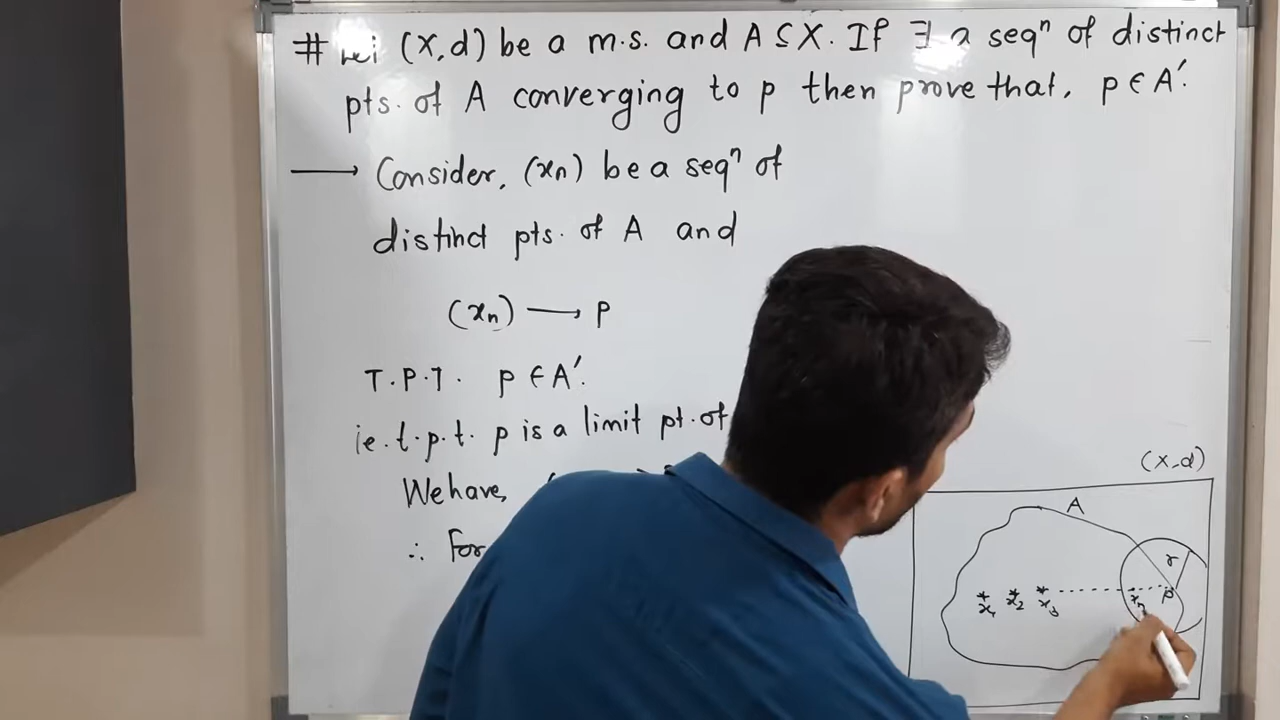 # Let (X,d) be a m.s. and A ⊆ X. If ∃ a seqⁿ of distinct
pts. of A converging to p then prove that, p ∈ A'.
⟶ Consider, (xₙ) be a seqⁿ of
distinct pts. of A and
(xₙ) ⟶ p
T.P.T. p ∈ A'.
ie. t.p.t. p is a limit pt. of
We have,
∴ For
(X,d)
A
r
x₁ x₂ x₃ xₙ p